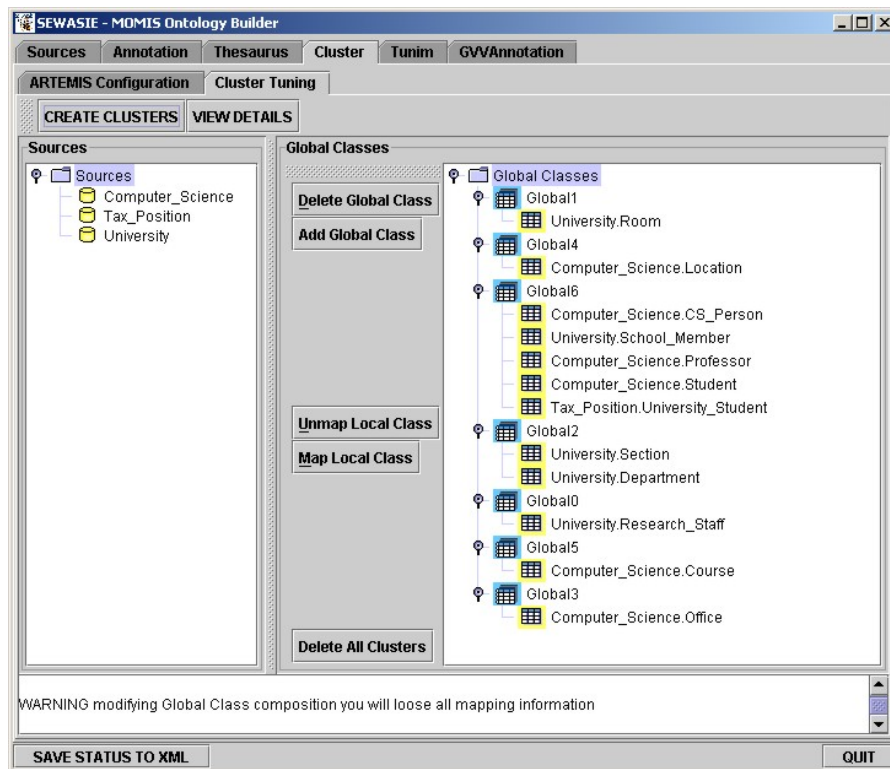 SEWASIE - MOMIS Ontology Builder
Sources Annotation Thesaurus Cluster Tunim GVVAnnotation
ARTEMIS Configuration Cluster Tuning
CREATE CLUSTERS VIEW DETAILS
Sources
Sources
Computer_Science
Tax_Position
University
Global Classes
Delete Global Class
Add Global Class
Unmap Local Class
Map Local Class
Delete All Clusters
Global Classes
Global1
University.Room
Global4
Computer_Science.Location
Global6
Computer_Science.CS_Person
University.School_Member
Computer_Science.Professor
Computer_Science.Student
Tax_Position.University_Student
Global2
University.Section
University.Department
Global0
University.Research_Staff
Global5
Computer_Science.Course
Global3
Computer_Science.Office
WARNING modifying Global Class composition you will loose all mapping information
SAVE STATUS TO XML QUIT